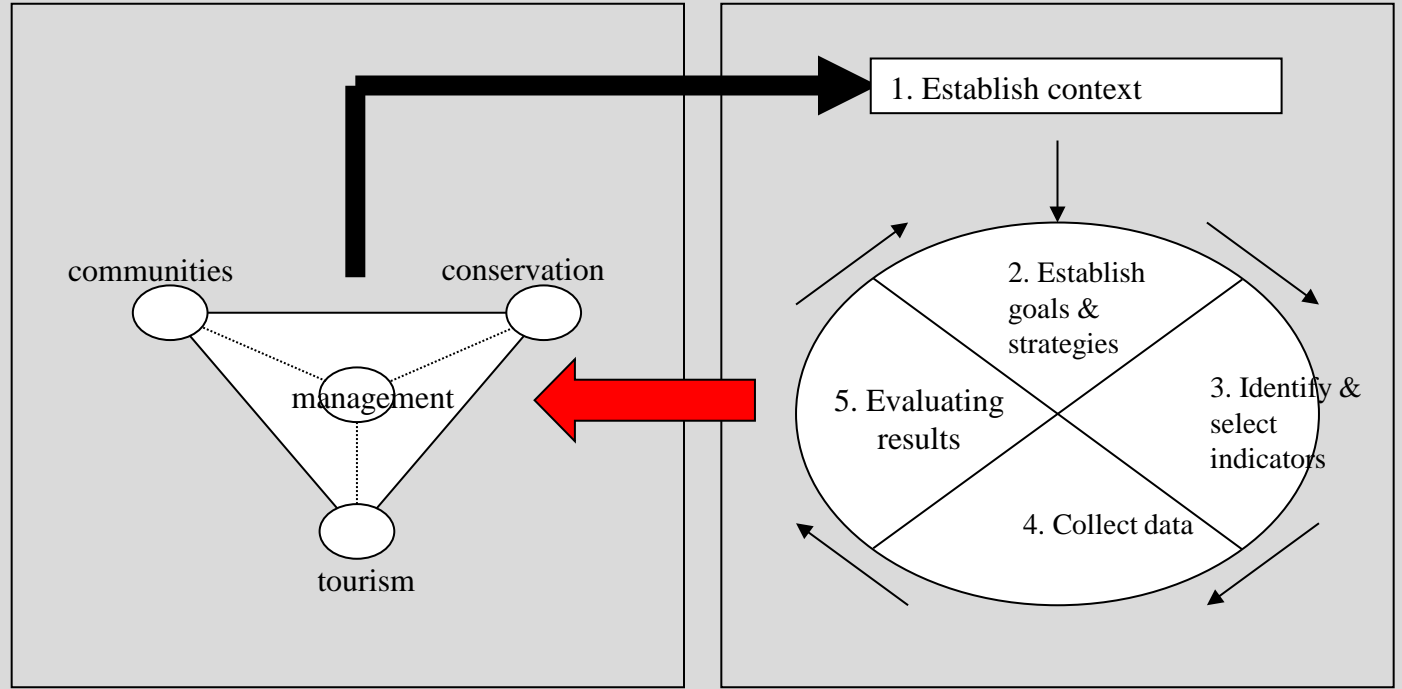 communities
conservation
management
tourism
1. Establish context
2. Establish
goals &
strategies
3. Identify &
select
indicators
4. Collect data
5. Evaluating
results